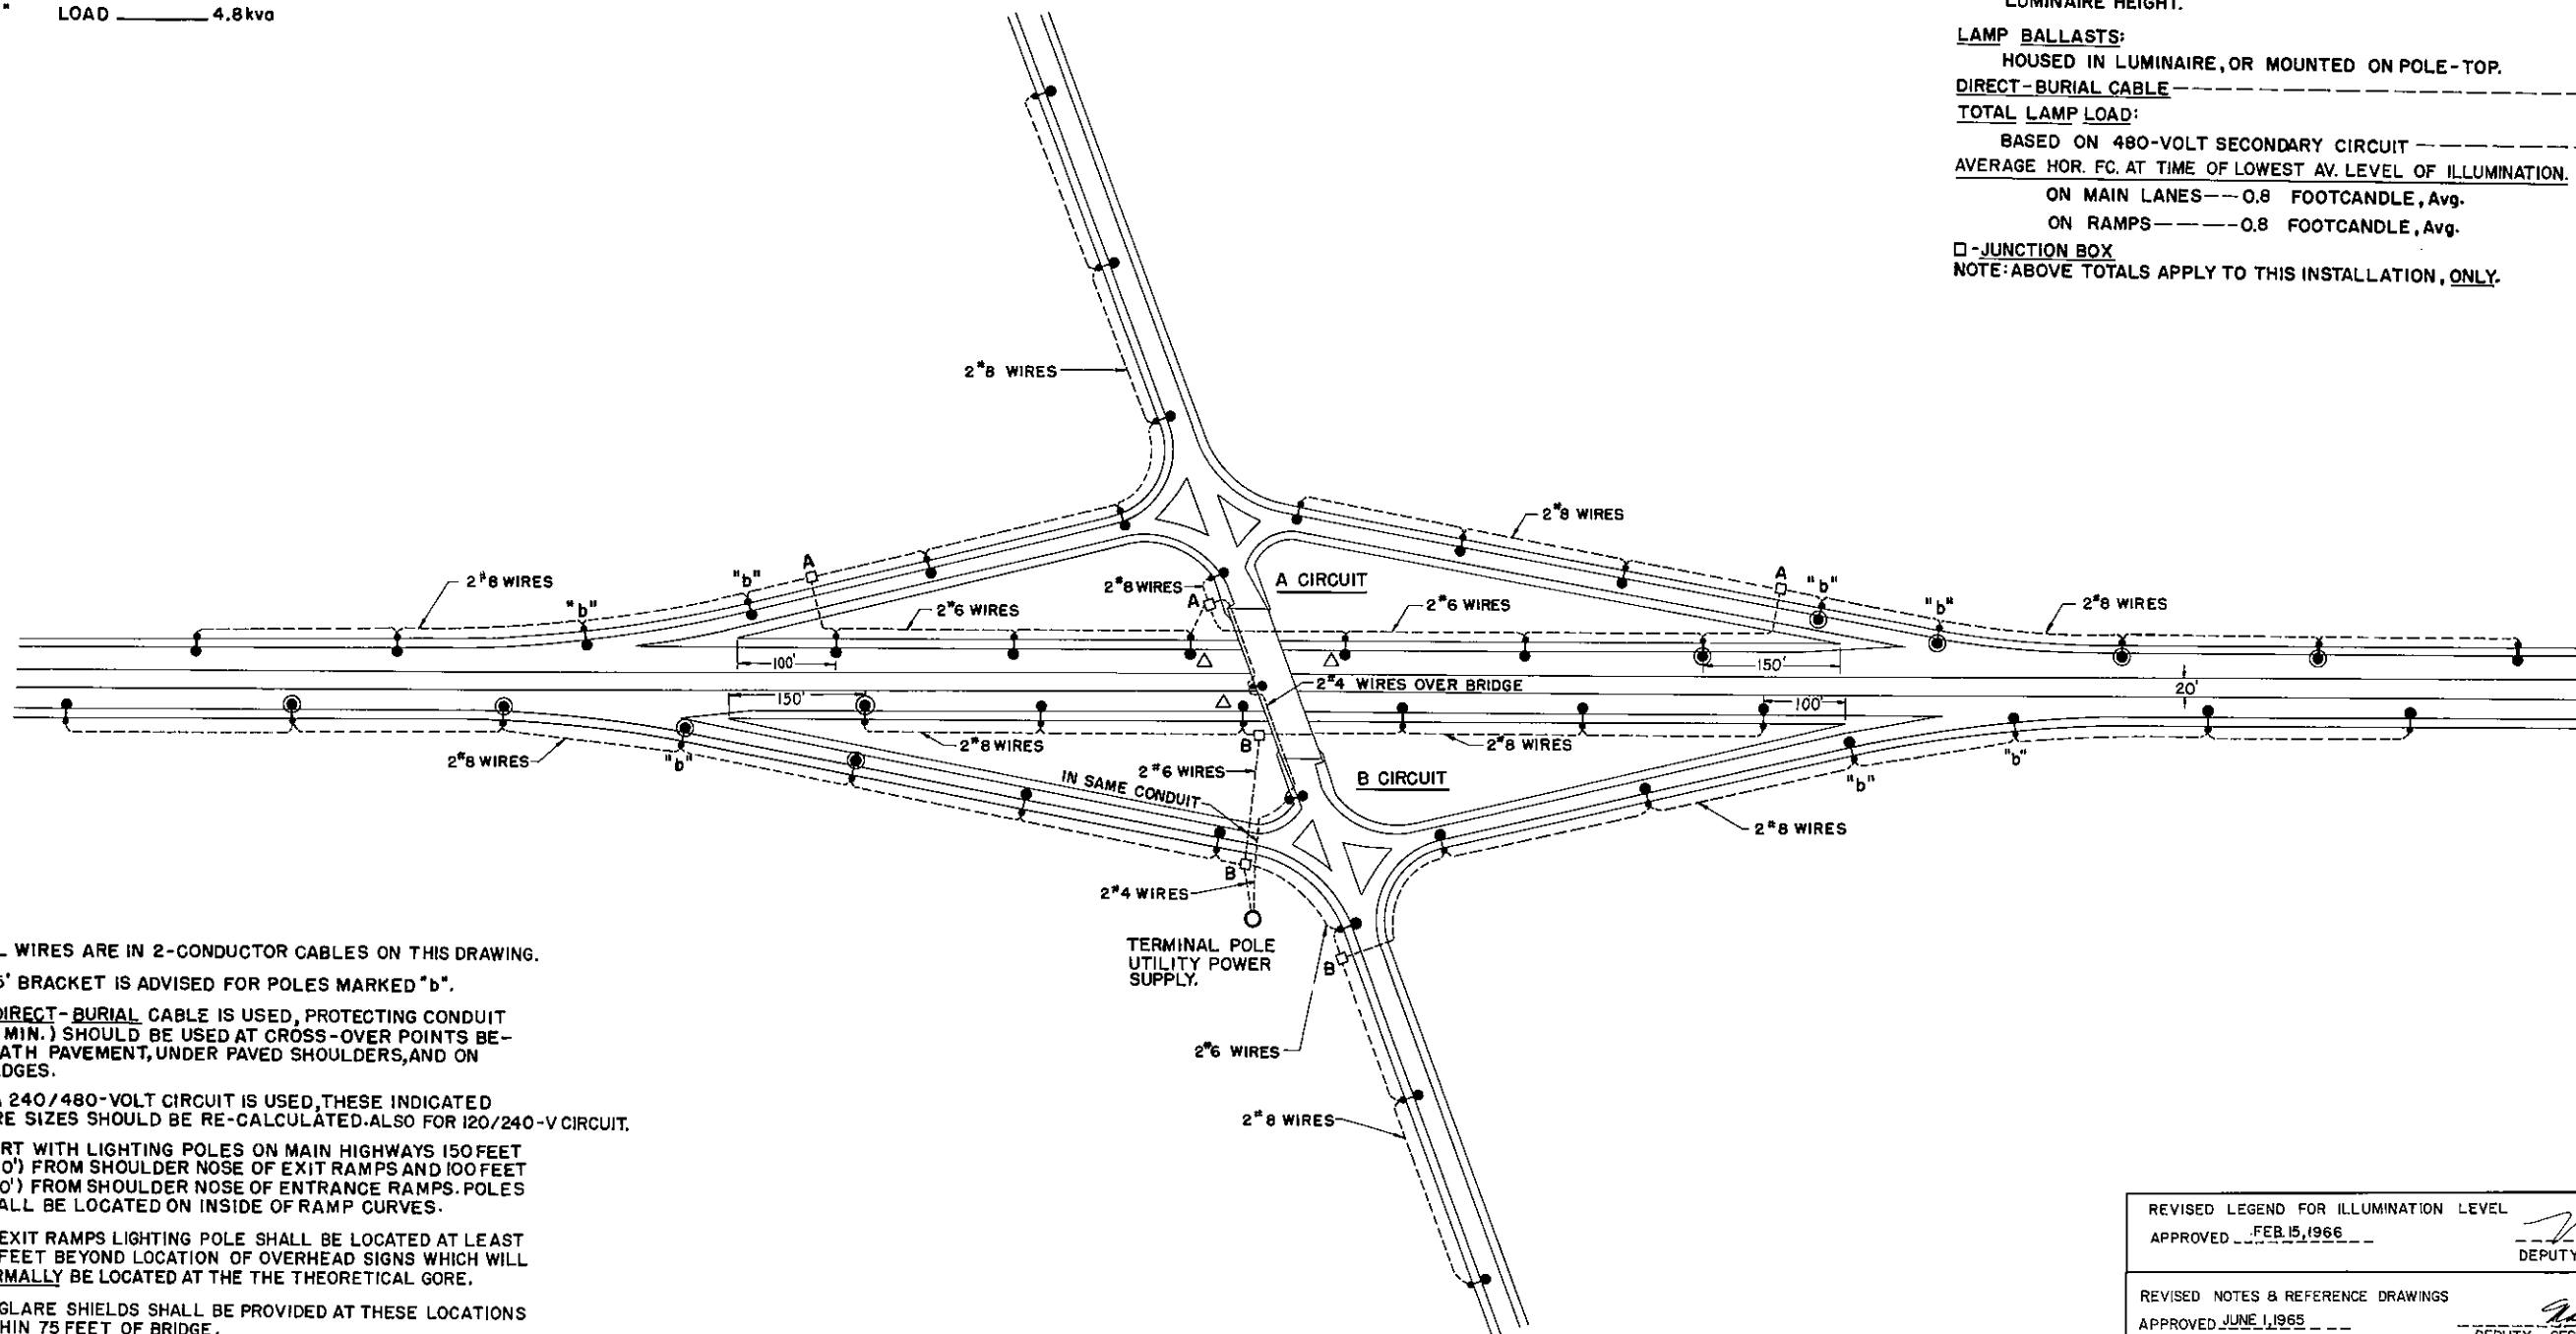 "
LOAD 4.8kva
LUMINAIRE HEIGHT.
LAMP BALLASTS:
HOUSED IN LUMINAIRE, OR MOUNTED ON POLE-TOP.
DIRECT-BURIAL CABLE
TOTAL LAMP LOAD:
BASED ON 480-VOLT SECONDARY CIRCUIT
AVERAGE HOR. FC. AT TIME OF LOWEST AV. LEVEL OF ILLUMINATION.
ON MAIN LANES--0.8 FOOTCANDLE, Avg.
ON RAMPS----0.8 FOOTCANDLE, Avg.
□-JUNCTION BOX
NOTE: ABOVE TOTALS APPLY TO THIS INSTALLATION, ONLY.
2#8 WIRES
2#8 WIRES
A
"b"
2#8 WIRES
"b"
2#8 WIRES
A
A CIRCUIT
2#6 WIRES
2#6 WIRES
A
"b"
"b"
2#8 WIRES
100'
150'
2#4 WIRES OVER BRIDGE
20'
150'
100'
2#8 WIRES
"b"
2#8 WIRES
B
2#8 WIRES
"b"
"b"
2#6 WIRES
IN SAME CONDUIT
B CIRCUIT
2#8 WIRES
B
2#4 WIRES
TERMINAL POLE
UTILITY POWER
SUPPLY.
B
2#6 WIRES
2#8 WIRES
L WIRES ARE IN 2-CONDUCTOR CABLES ON THIS DRAWING.
5' BRACKET IS ADVISED FOR POLES MARKED "b".
DIRECT-BURIAL CABLE IS USED, PROTECTING CONDUIT
MIN.) SHOULD BE USED AT CROSS-OVER POINTS BE-
ATH PAVEMENT, UNDER PAVED SHOULDERS, AND ON
DGES.
A 240/480-VOLT CIRCUIT IS USED, THESE INDICATED
RE SIZES SHOULD BE RE-CALCULATED. ALSO FOR 120/240-V CIRCUIT.
RT WITH LIGHTING POLES ON MAIN HIGHWAYS 150 FEET
0') FROM SHOULDER NOSE OF EXIT RAMPS AND 100 FEET
0') FROM SHOULDER NOSE OF ENTRANCE RAMPS. POLES
ALL BE LOCATED ON INSIDE OF RAMP CURVES.
EXIT RAMPS LIGHTING POLE SHALL BE LOCATED AT LEAST
FEET BEYOND LOCATION OF OVERHEAD SIGNS WHICH WILL
RMALLY BE LOCATED AT THE THE THEORETICAL GORE.
GLARE SHIELDS SHALL BE PROVIDED AT THESE LOCATIONS
THIN 75 FEET OF BRIDGE.
REVISED LEGEND FOR ILLUMINATION LEVEL
APPROVED FEB. 15, 1966
DEPUTY
REVISED NOTES & REFERENCE DRAWINGS
APPROVED JUNE 1, 1965